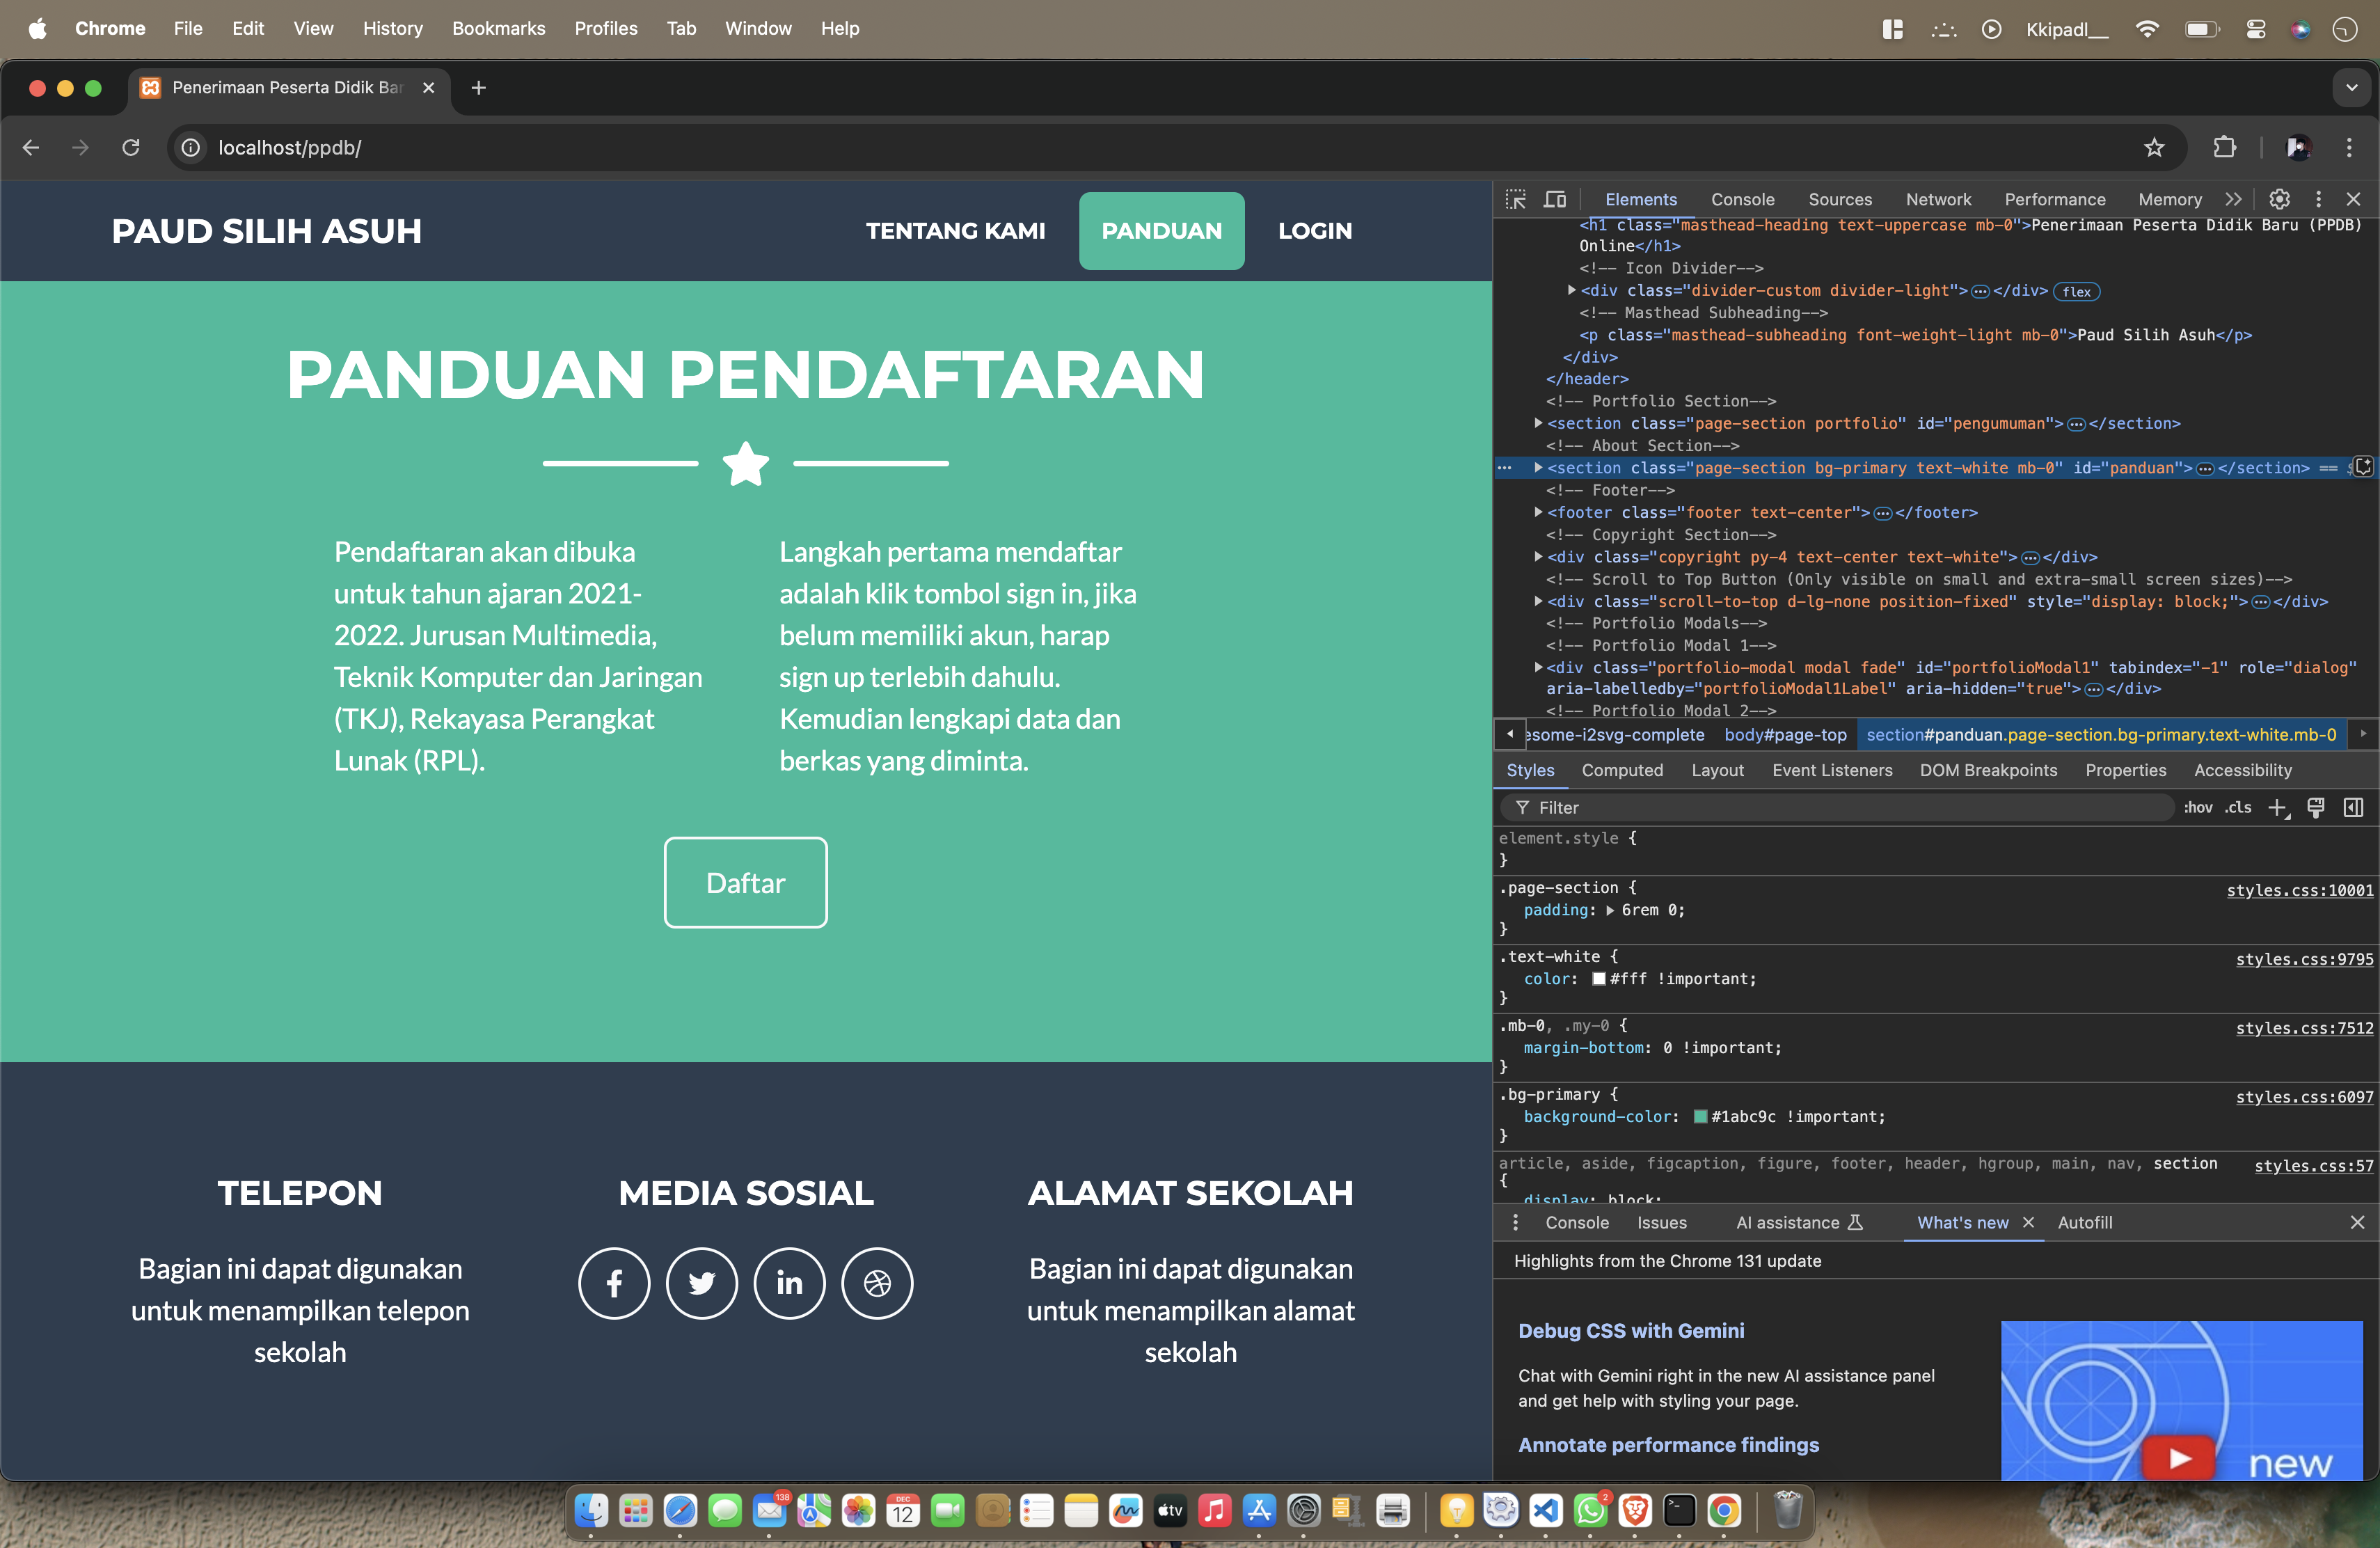 Chrome File Edit View History Bookmarks Profiles Tab Window Help Kkipadl__
Penerimaan Peserta Didik Bar
localhost/ppdb/
PAUD SILIH ASUH TENTANG KAMI PANDUAN LOGIN
PANDUAN PENDAFTARAN
Pendaftaran akan dibuka
untuk tahun ajaran 2021-
2022. Jurusan Multimedia,
Teknik Komputer dan Jaringan
(TKJ), Rekayasa Perangkat
Lunak (RPL).
Langkah pertama mendaftar
adalah klik tombol sign in, jika
belum memiliki akun, harap
sign up terlebih dahulu.
Kemudian lengkapi data dan
berkas yang diminta.
Daftar
TELEPON
Bagian ini dapat digunakan
untuk menampilkan telepon
sekolah
MEDIA SOSIAL
ALAMAT SEKOLAH
Bagian ini dapat digunakan
untuk menampilkan alamat
sekolah
Elements Console Sources Network Performance Memory
<h1 class="masthead-heading text-uppercase mb-0">Penerimaan Peserta Didik Baru (PPDB)
Online</h1>
<!-- Icon Divider-->
<div class="divider-custom divider-light">…</div> flex
<!-- Masthead Subheading-->
<p class="masthead-subheading font-weight-light mb-0">Paud Silih Asuh</p>
</div>
</header>
<!-- Portfolio Section-->
<section class="page-section portfolio" id="pengumuman">…</section>
<!-- About Section-->
<section class="page-section bg-primary text-white mb-0" id="panduan">…</section> ==
<!-- Footer-->
<footer class="footer text-center">…</footer>
<!-- Copyright Section-->
<div class="copyright py-4 text-center text-white">…</div>
<!-- Scroll to Top Button (Only visible on small and extra-small screen sizes)-->
<div class="scroll-to-top d-lg-none position-fixed" style="display: block;">…</div>
<!-- Portfolio Modals-->
<!-- Portfolio Modal 1-->
<div class="portfolio-modal modal fade" id="portfolioModal1" tabindex="-1" role="dialog"
aria-labelledby="portfolioModal1Label" aria-hidden="true">…</div>
<!-- Portfolio Modal 2-->
esome-i2svg-complete body#page-top section#panduan.page-section.bg-primary.text-white.mb-0
Styles Computed Layout Event Listeners DOM Breakpoints Properties Accessibility
Filter :hov .cls
element.style {
}
.page-section { styles.css:10001
padding: 6rem 0;
}
.text-white { styles.css:9795
color: #fff !important;
}
.mb-0, .my-0 { styles.css:7512
margin-bottom: 0 !important;
}
.bg-primary { styles.css:6097
background-color: #1abc9c !important;
}
article, aside, figcaption, figure, footer, header, hgroup, main, nav, section styles.css:57
{
display: block;
Console Issues AI assistance What's new Autofill
Highlights from the Chrome 131 update
Debug CSS with Gemini
Chat with Gemini right in the new AI assistance panel
and get help with styling your page.
Annotate performance findings
new
138
DEC
12
tv
2